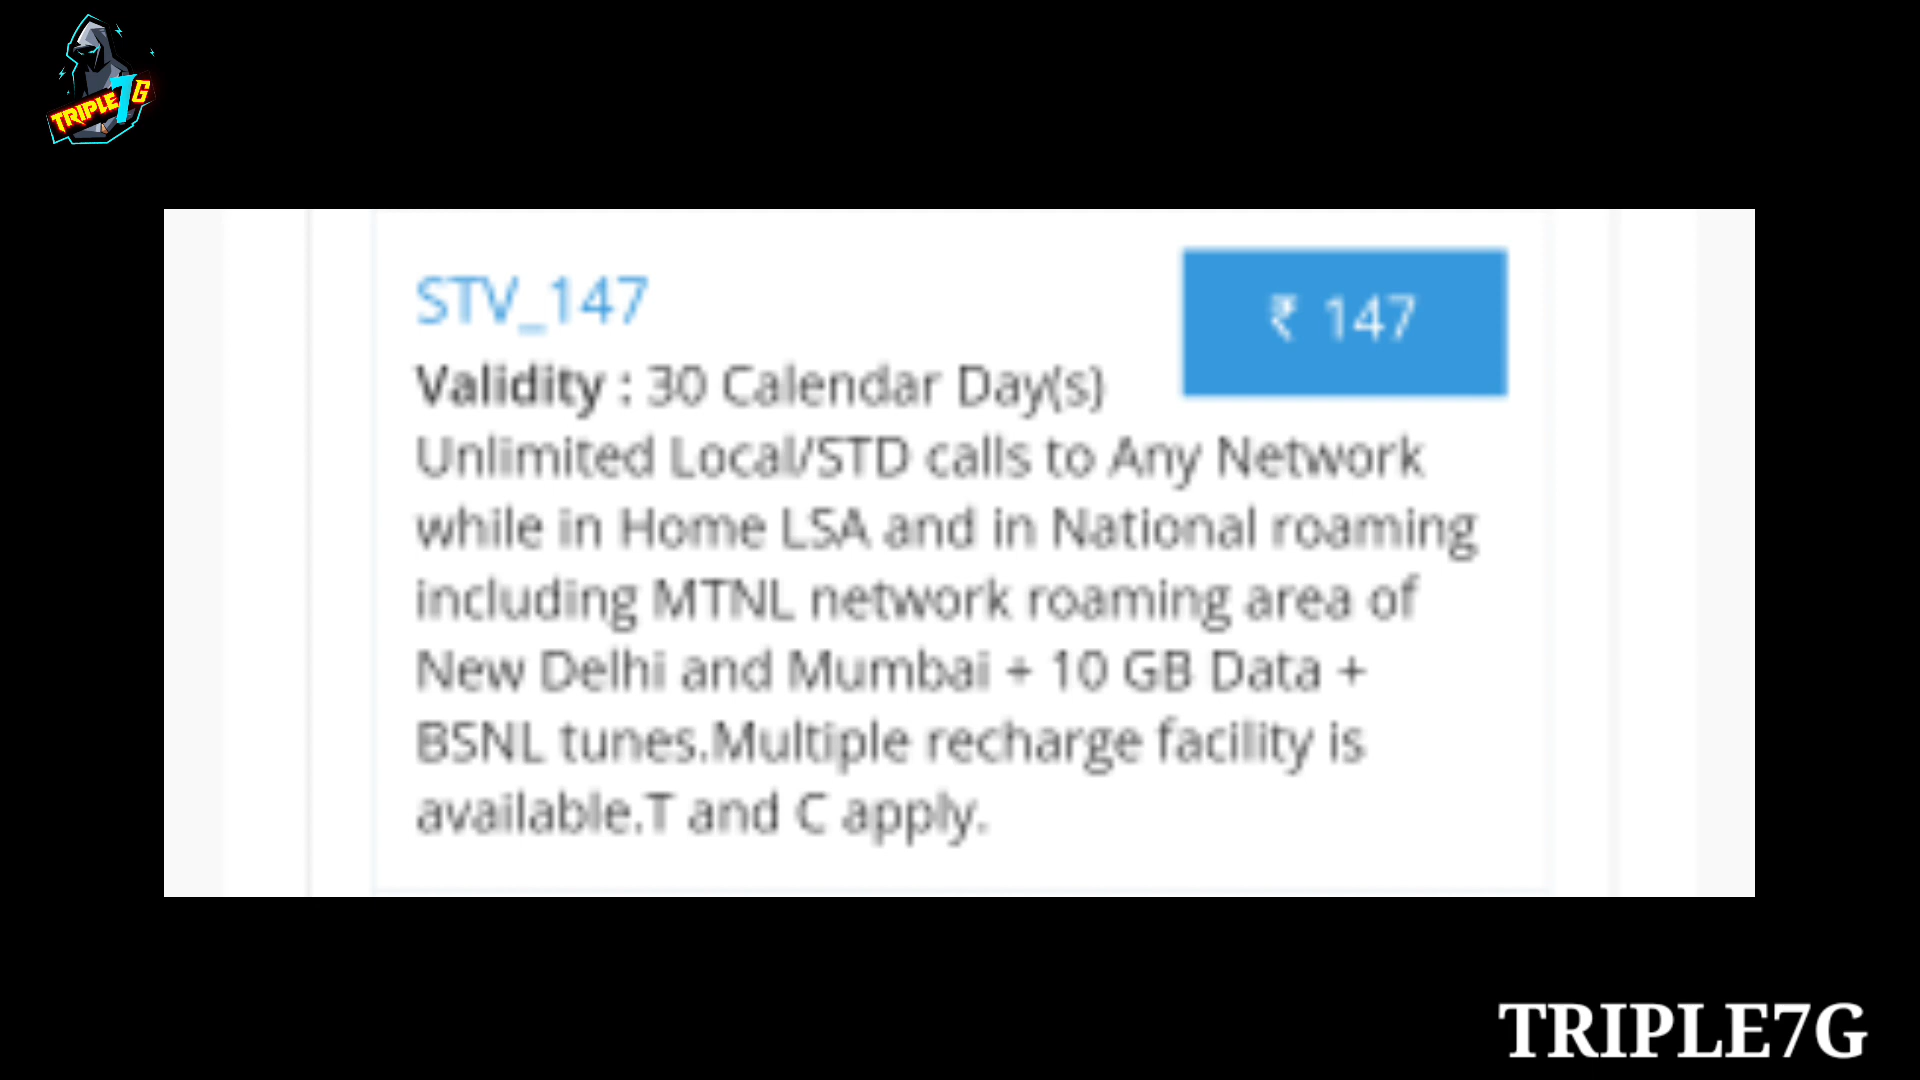 TRIPLE7G
STV_147
₹ 147
Validity : 30 Calendar Day(s)
Unlimited Local/STD calls to Any Network
while in Home LSA and in National roaming
including MTNL network roaming area of
New Delhi and Mumbai + 10 GB Data +
BSNL tunes.Multiple recharge facility is
available.T and C apply.
TRIPLE7G